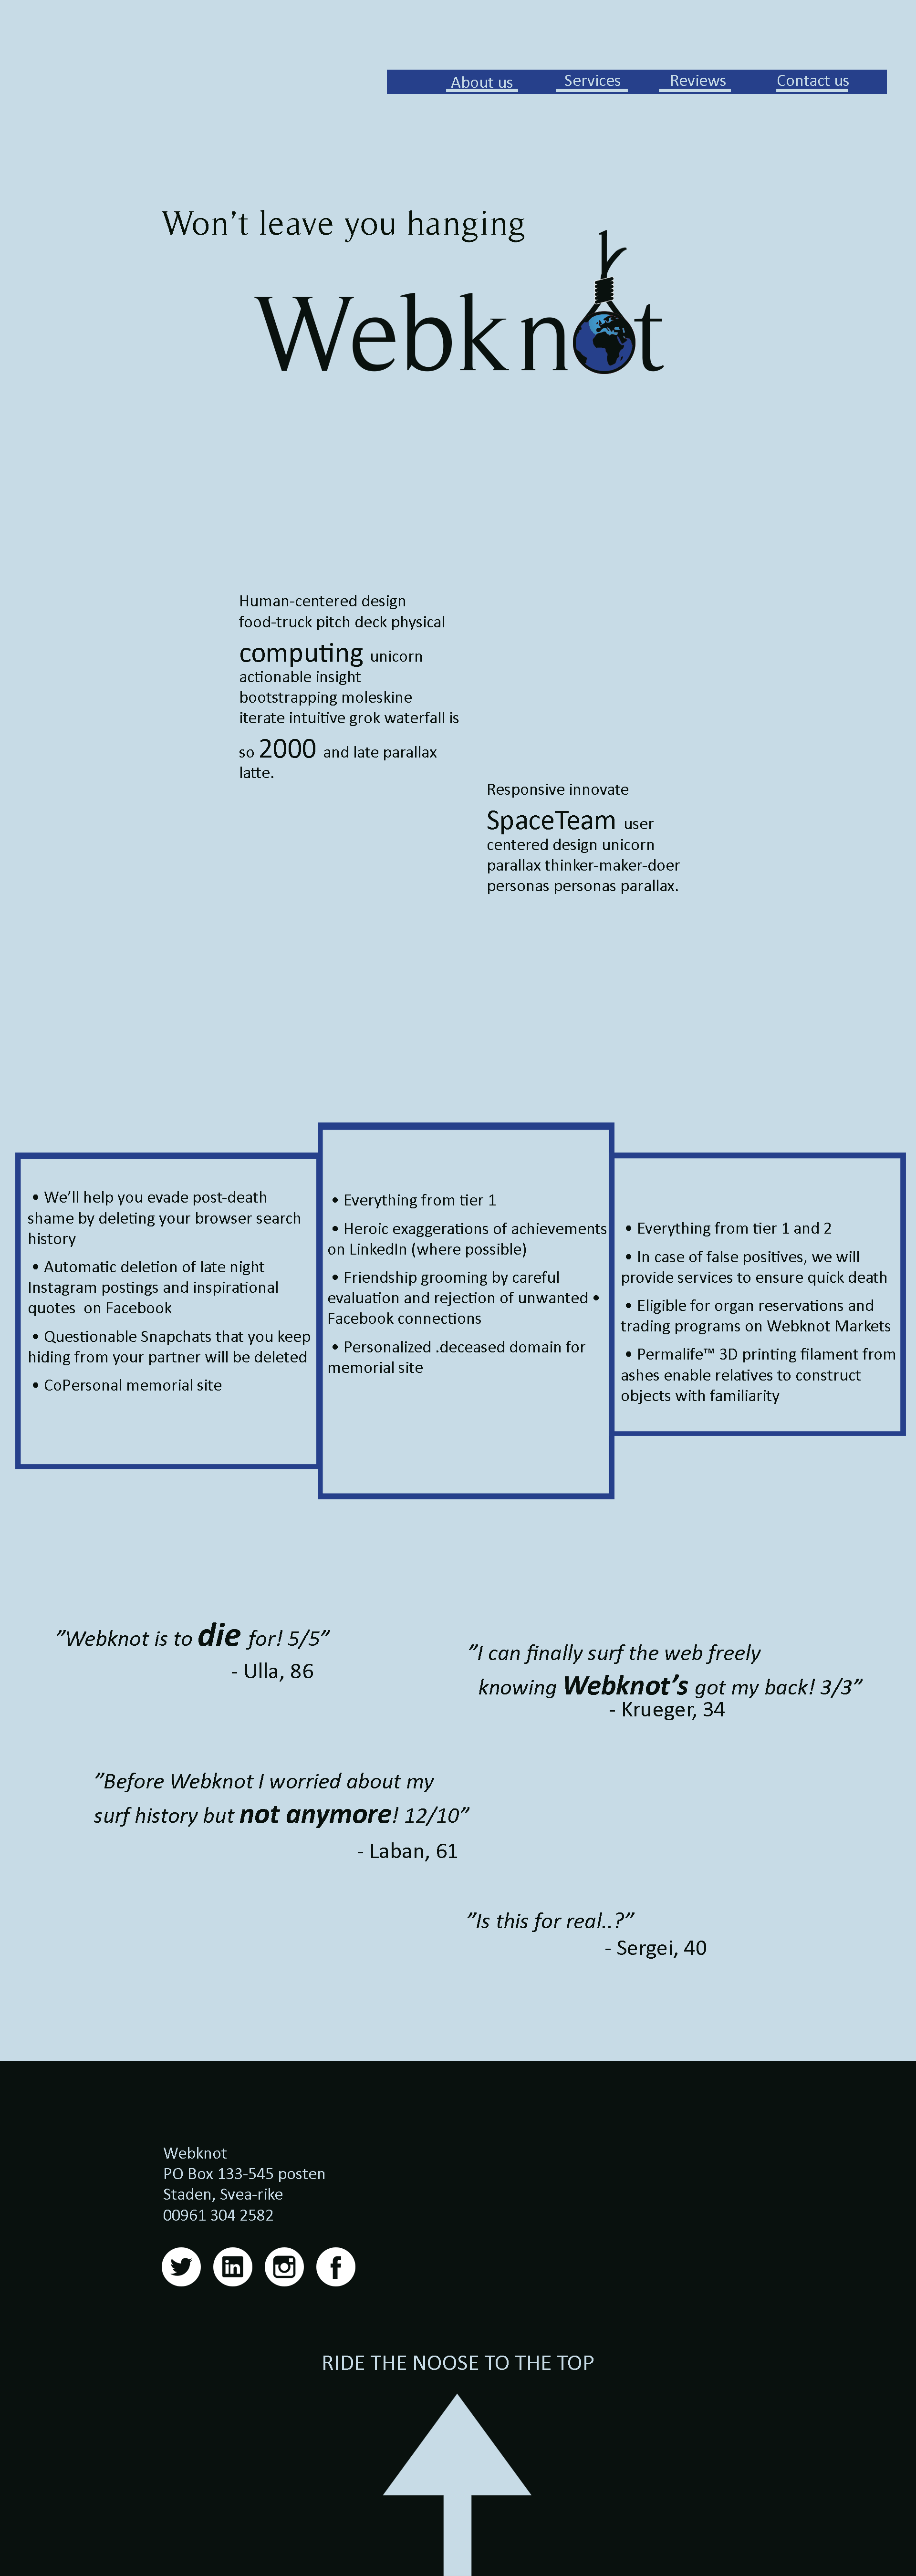 About us Services Reviews Contact us
Won't leave you hanging
Webknot
Human-centered design
food-truck pitch deck physical
computing unicorn
actionable insight
bootstrapping moleskine
iterate intuitive grok waterfall is
so 2000 and late parallax
latte.
Responsive innovate
SpaceTeam user
centered design unicorn
parallax thinker-maker-doer
personas personas parallax.
• We'll help you evade post-death
shame by deleting your browser search
history
• Automatic deletion of late night
Instagram postings and inspirational
quotes on Facebook
• Questionable Snapchats that you keep
hiding from your partner will be deleted
• CoPersonal memorial site
• Everything from tier 1
• Heroic exaggerations of achievements
on LinkedIn (where possible)
• Friendship grooming by careful
evaluation and rejection of unwanted •
Facebook connections
• Personalized .deceased domain for
memorial site
• Everything from tier 1 and 2
• In case of false positives, we will
provide services to ensure quick death
• Eligible for organ reservations and
trading programs on Webknot Markets
• Permalife™ 3D printing filament from
ashes enable relatives to construct
objects with familiarity
”Webknot is to die for! 5/5”
- Ulla, 86
”I can finally surf the web freely
knowing Webknot's got my back! 3/3”
- Krueger, 34
”Before Webknot I worried about my
surf history but not anymore! 12/10”
- Laban, 61
”Is this for real..?”
- Sergei, 40
Webknot
PO Box 133-545 posten
Staden, Svea-rike
00961 304 2582
RIDE THE NOOSE TO THE TOP